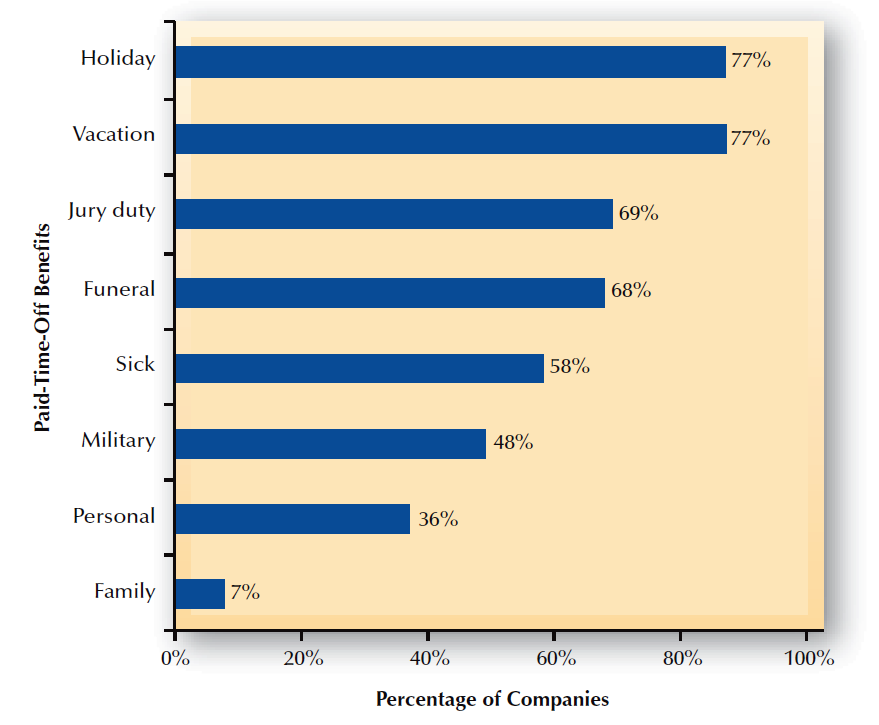 Paid-Time-Off Benefits
Holiday 77%
Vacation 77%
Jury duty 69%
Funeral 68%
Sick 58%
Military 48%
Personal 36%
Family 7%
0% 20% 40% 60% 80% 100%
Percentage of Companies